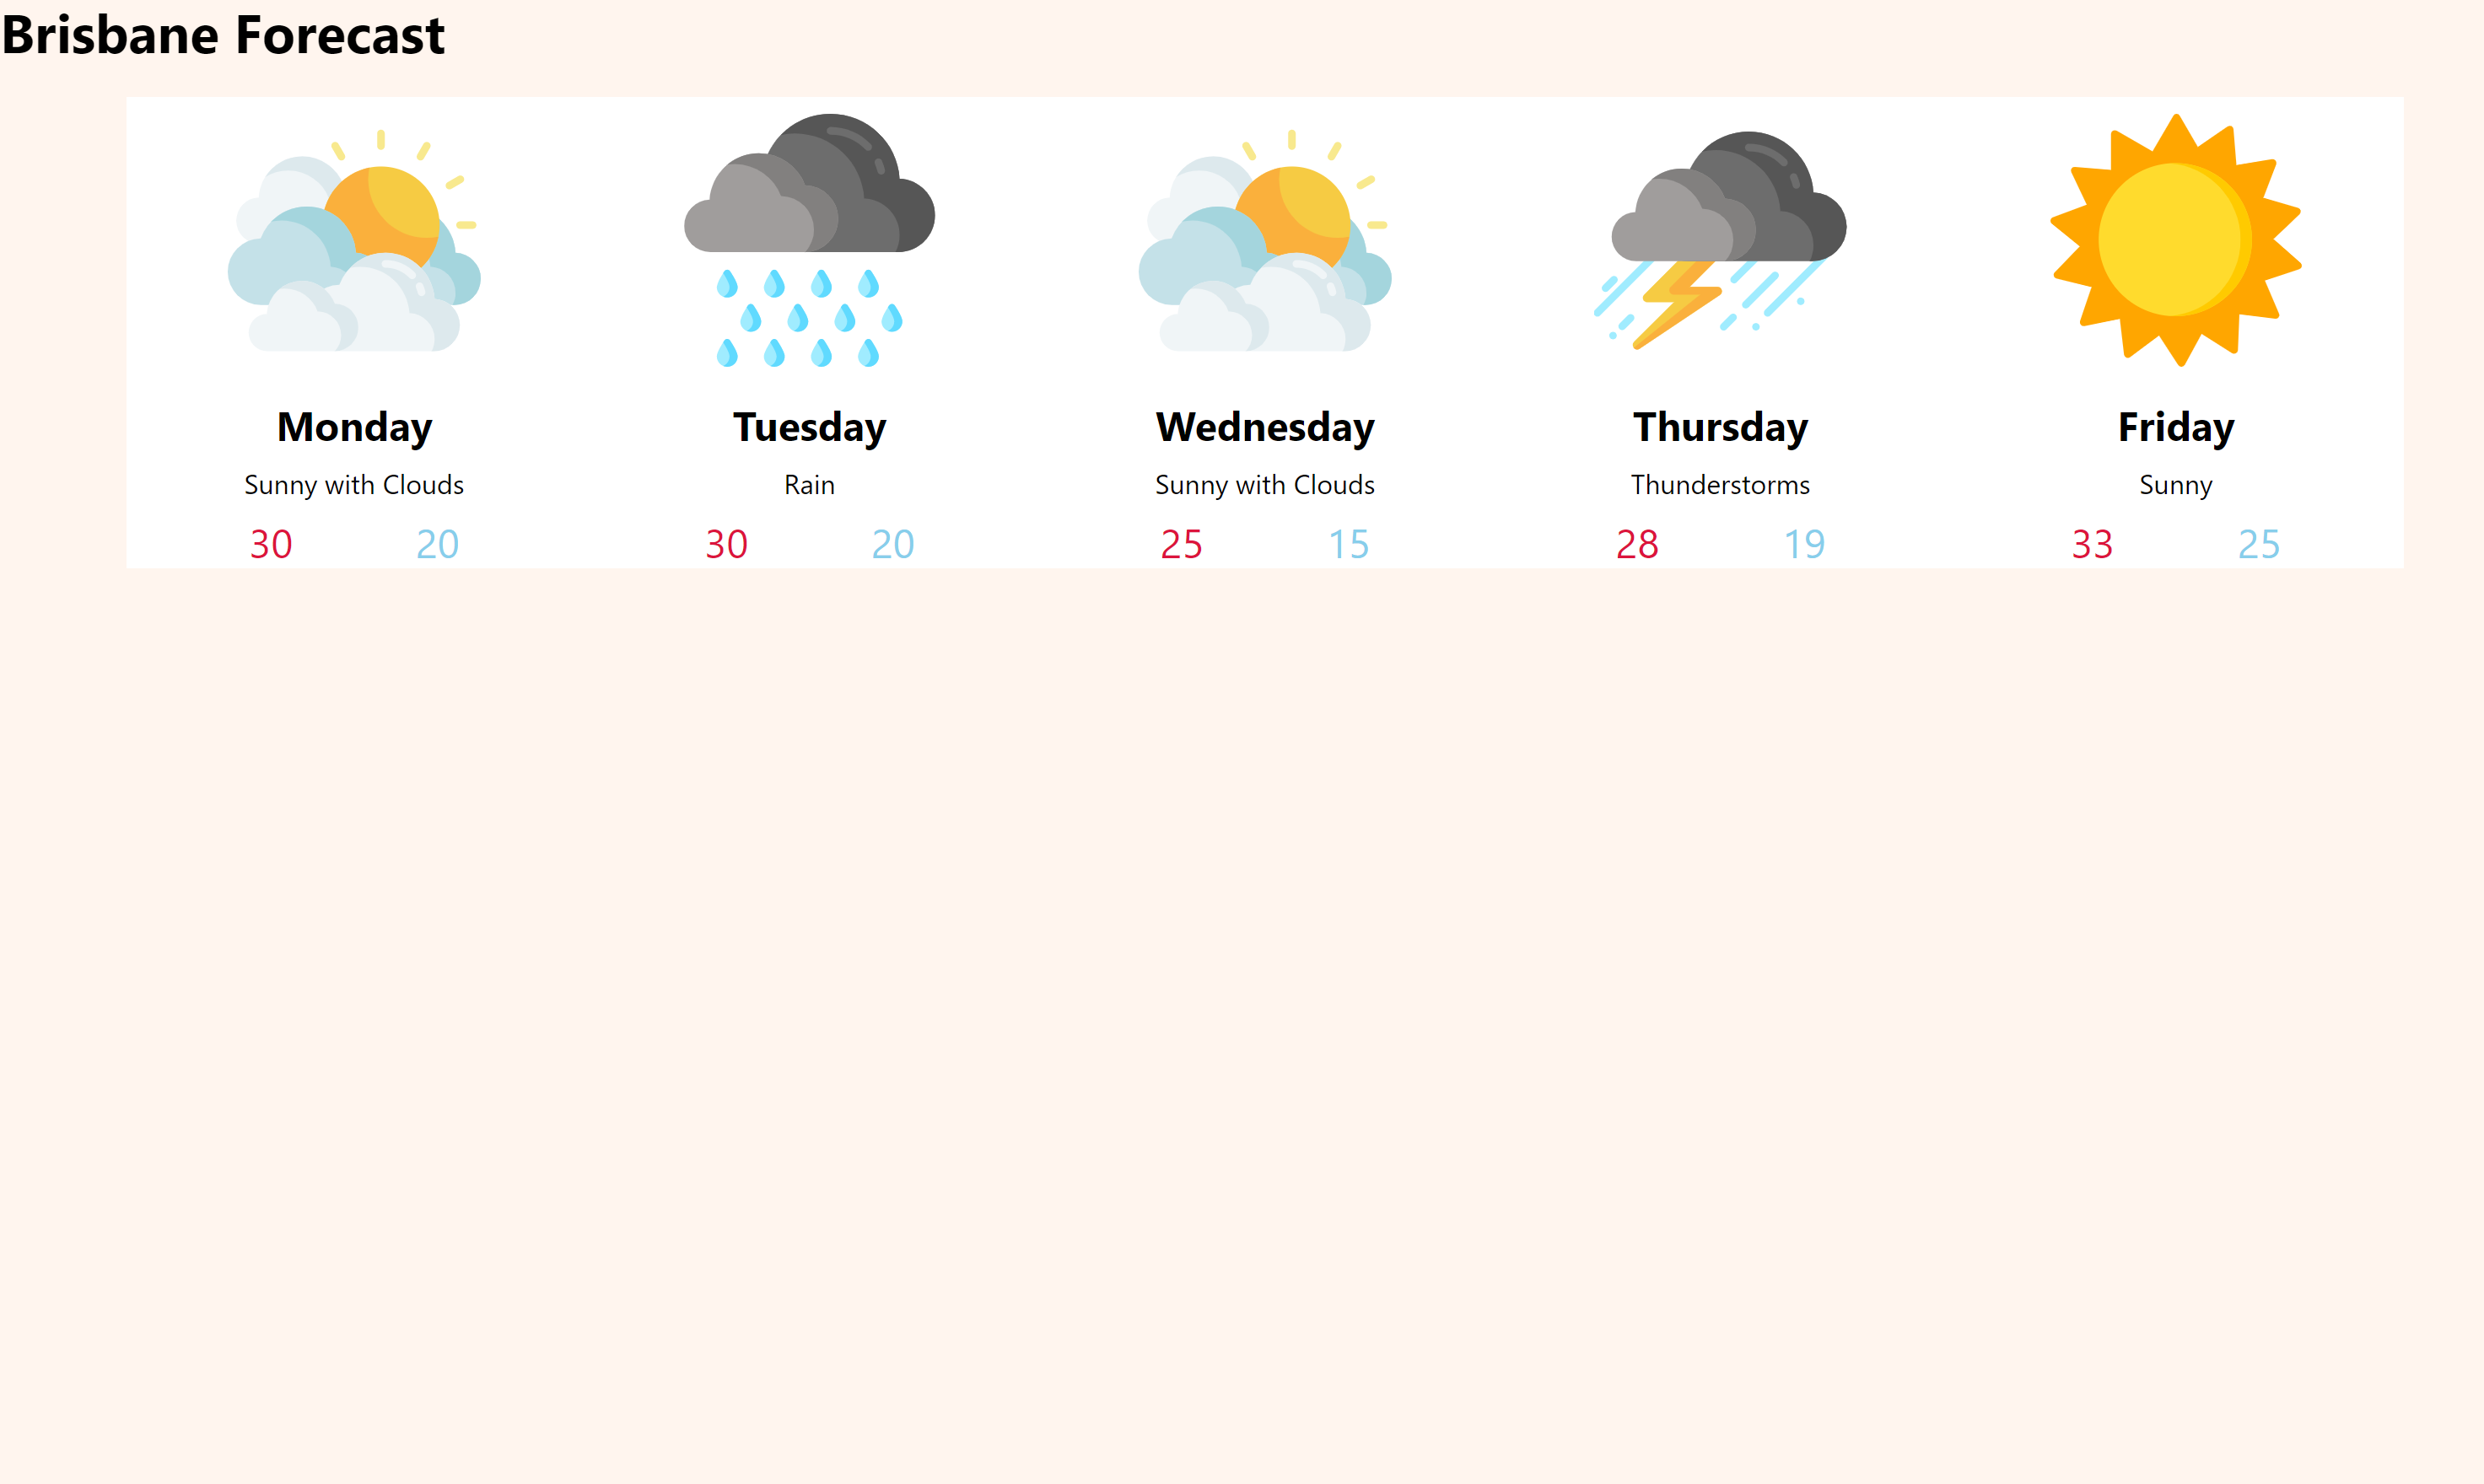 Brisbane Forecast
Monday
Sunny with Clouds
30 20
Tuesday
Rain
30 20
Wednesday
Sunny with Clouds
25 15
Thursday
Thunderstorms
28 19
Friday
Sunny
33 25